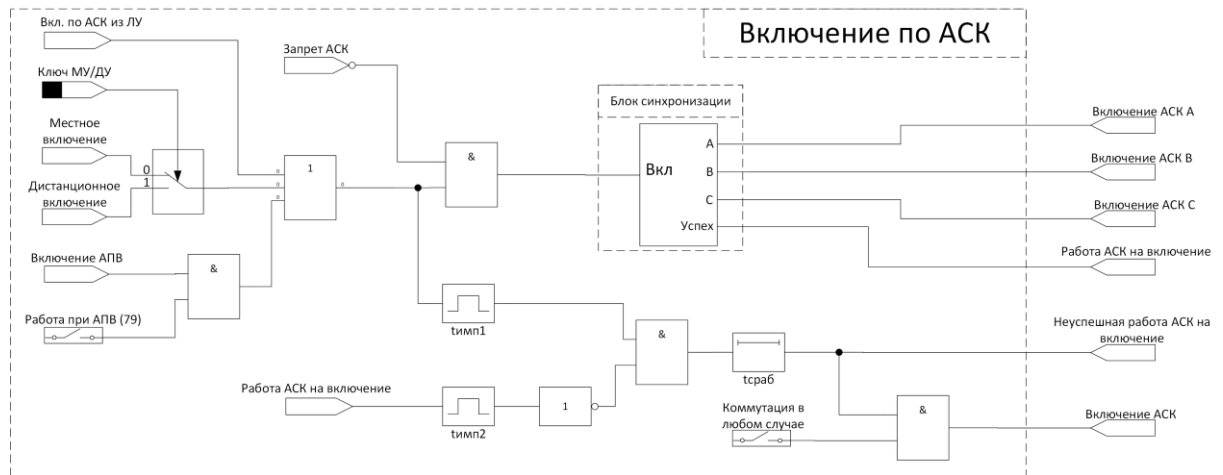 Включение по АСК
Вкл. по АСК из ЛУ
Запрет АСК
Ключ МУ/ДУ
Блок синхронизации
Местное
включение
0
1
Дистанционное
включение
1
&
Вкл
A
B
C
Успех
Включение АСК А
Включение АСК В
Включение АСК С
Работа АСК на включение
Включение АПВ
&
Работа при АПВ (79)
tимп1
&
tсраб
Неуспешная работа АСК на
включение
Работа АСК на включение
tимп2
1
Коммутация в
любом случае
&
Включение АСК